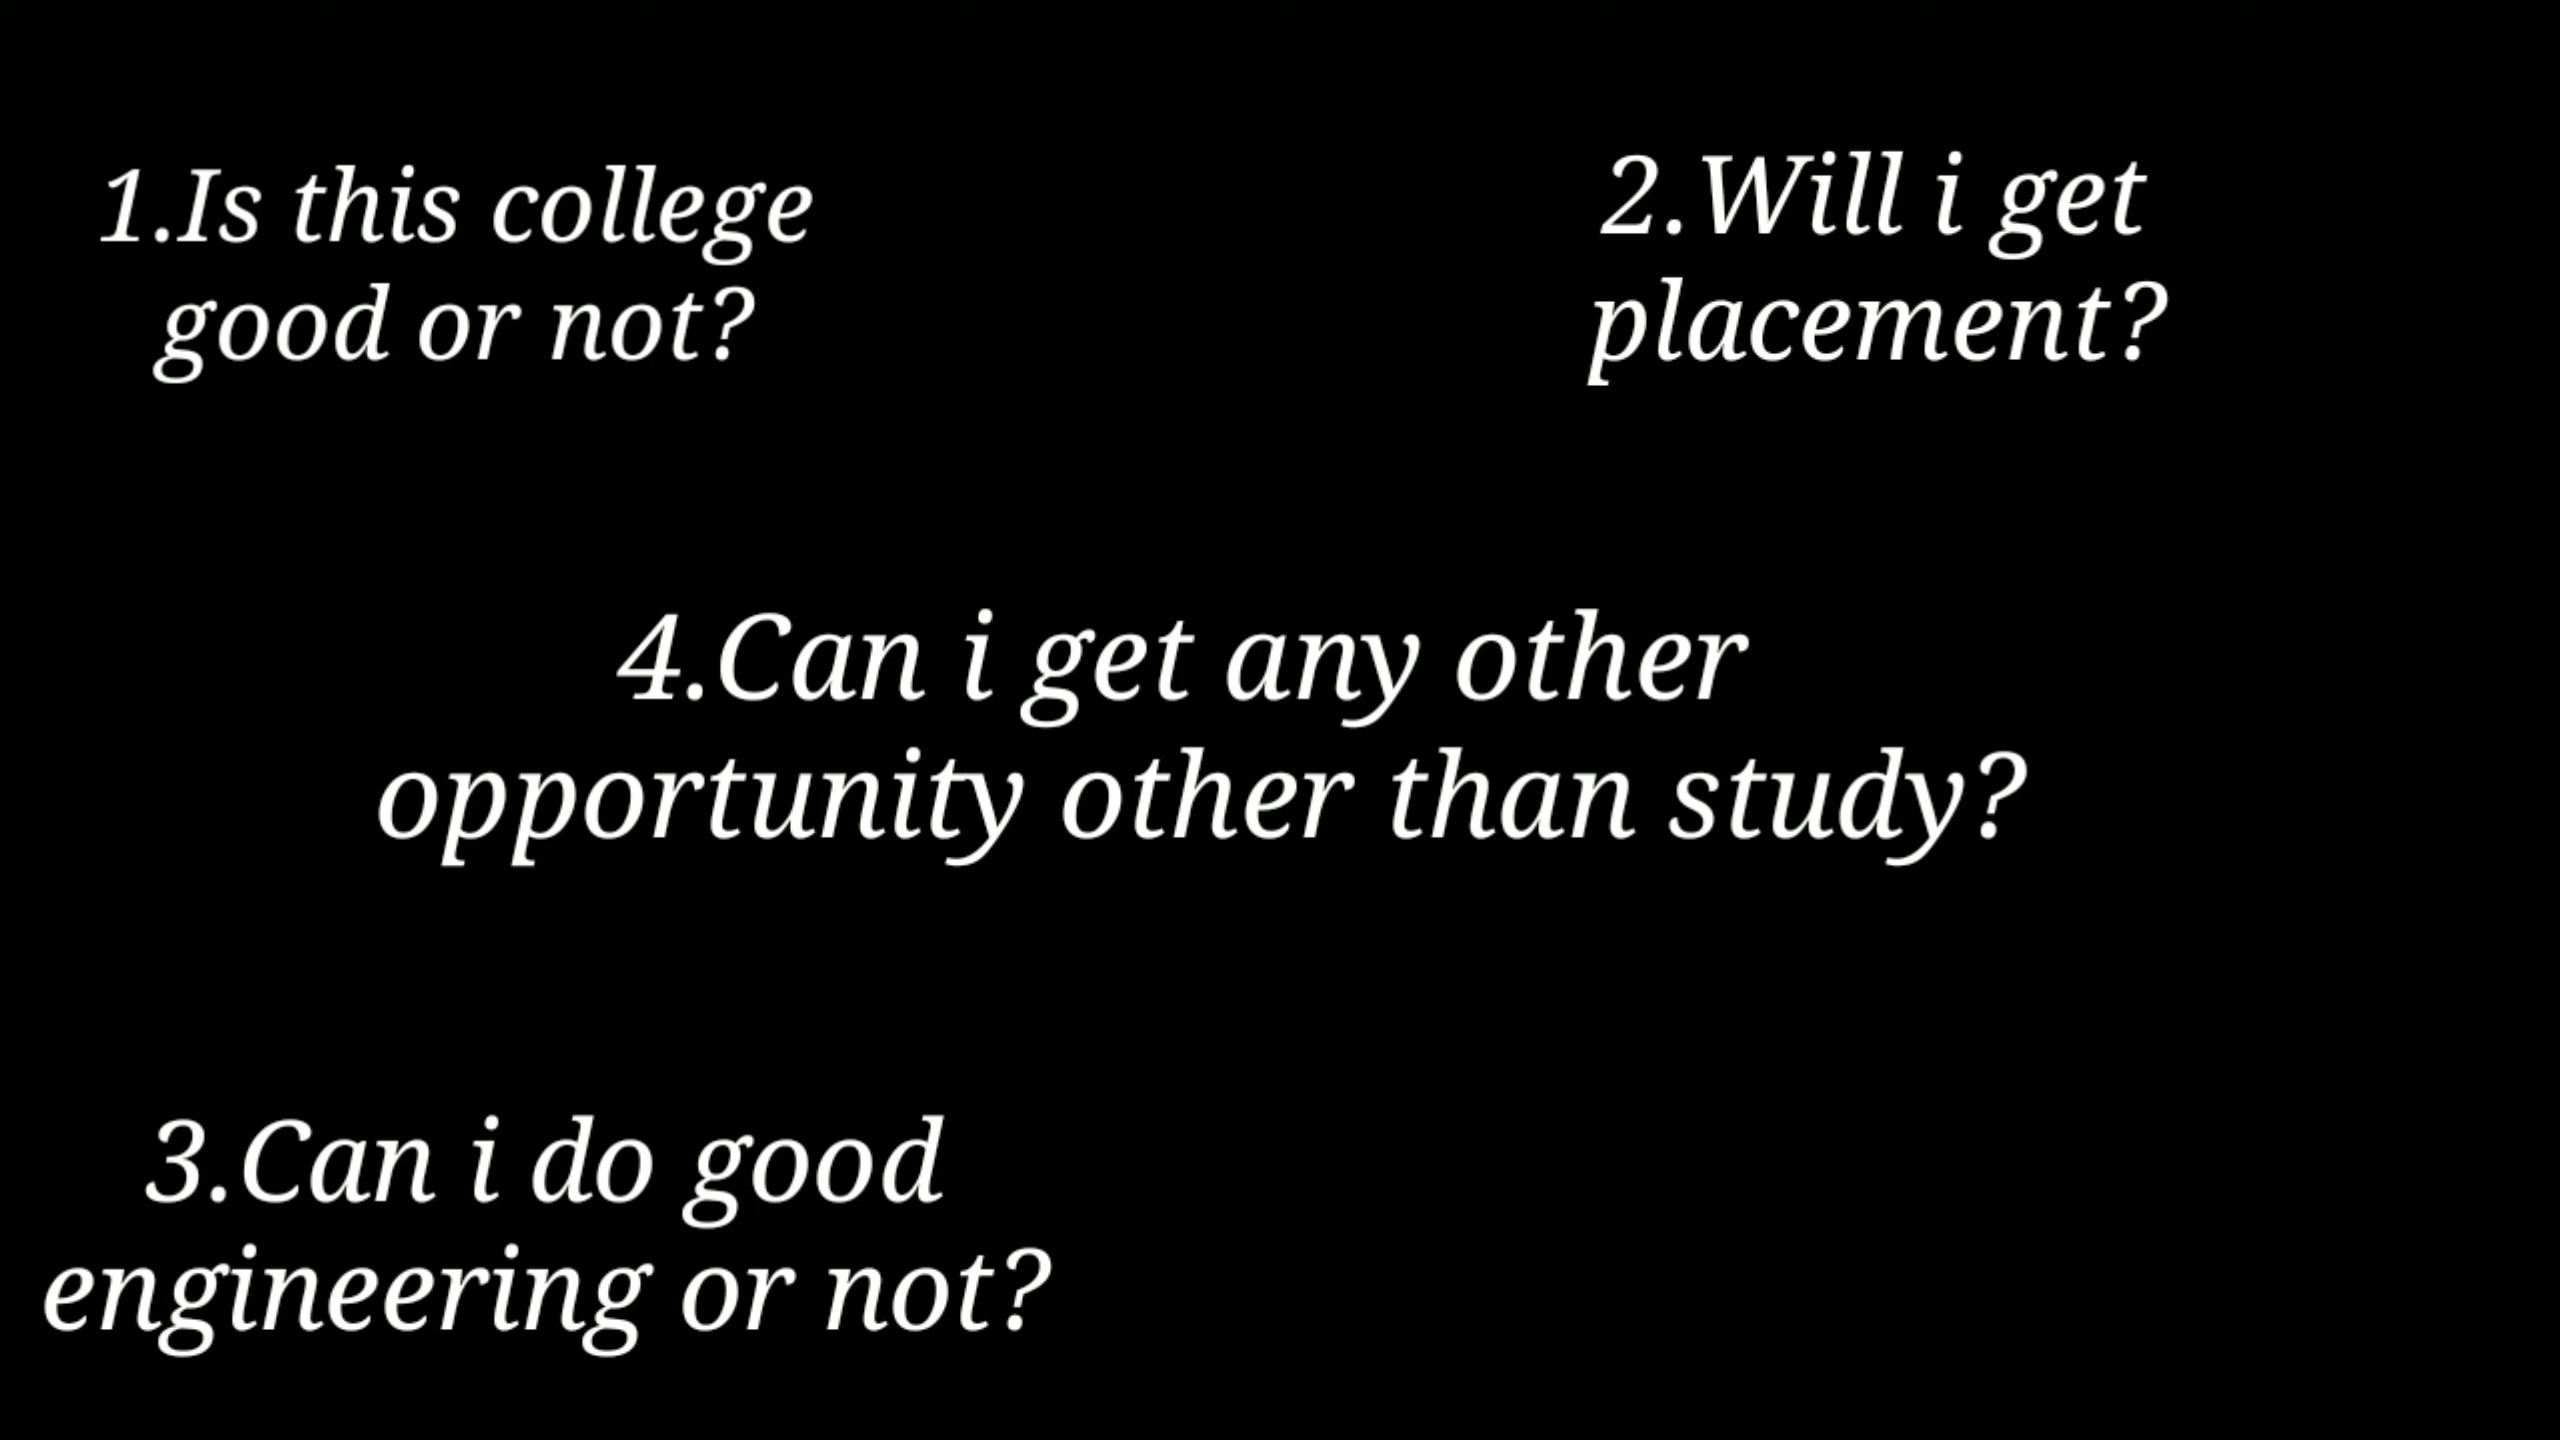 1.Is this college
good or not?
2.Will i get
placement?
4.Can i get any other
opportunity other than study?
3.Can i do good
engineering or not?